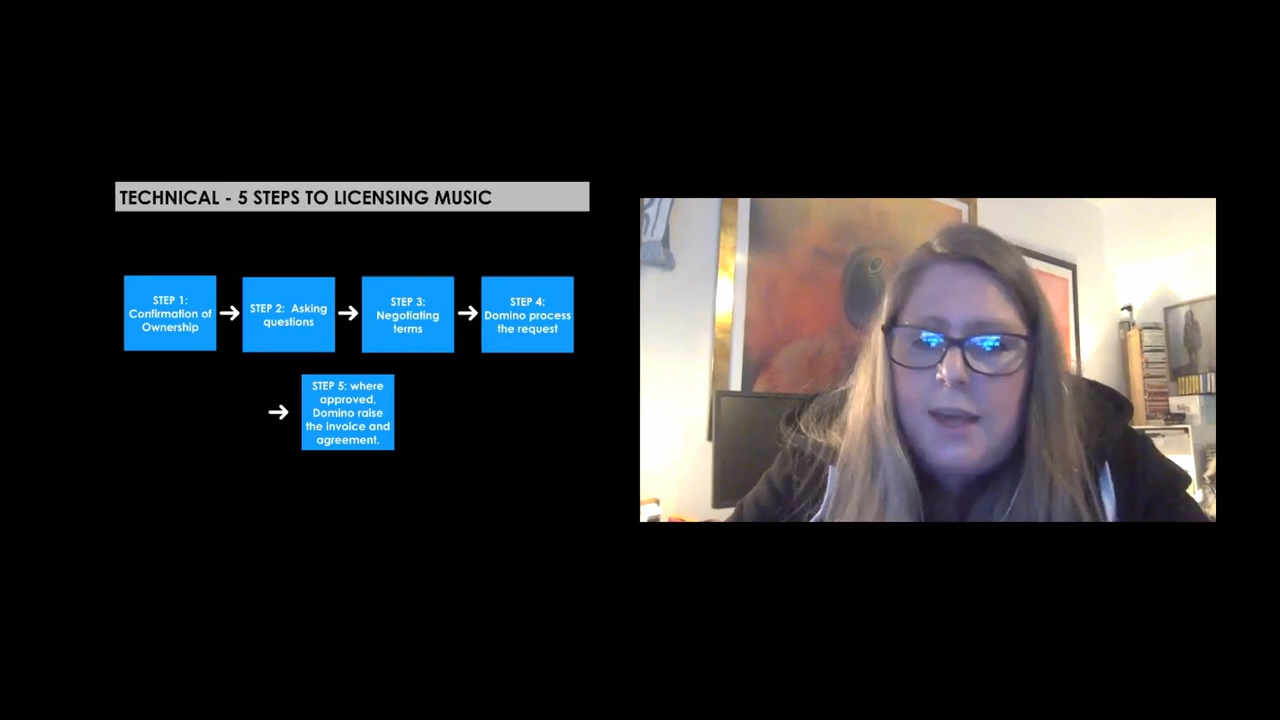 TECHNICAL - 5 STEPS TO LICENSING MUSIC
STEP 1:
Confirmation of
Ownership
STEP 2:  Asking
questions
STEP 3:
Negotiating
terms
STEP 4:
Domino process
the request
STEP 5: where
approved,
Domino raise
the invoice and
agreement.